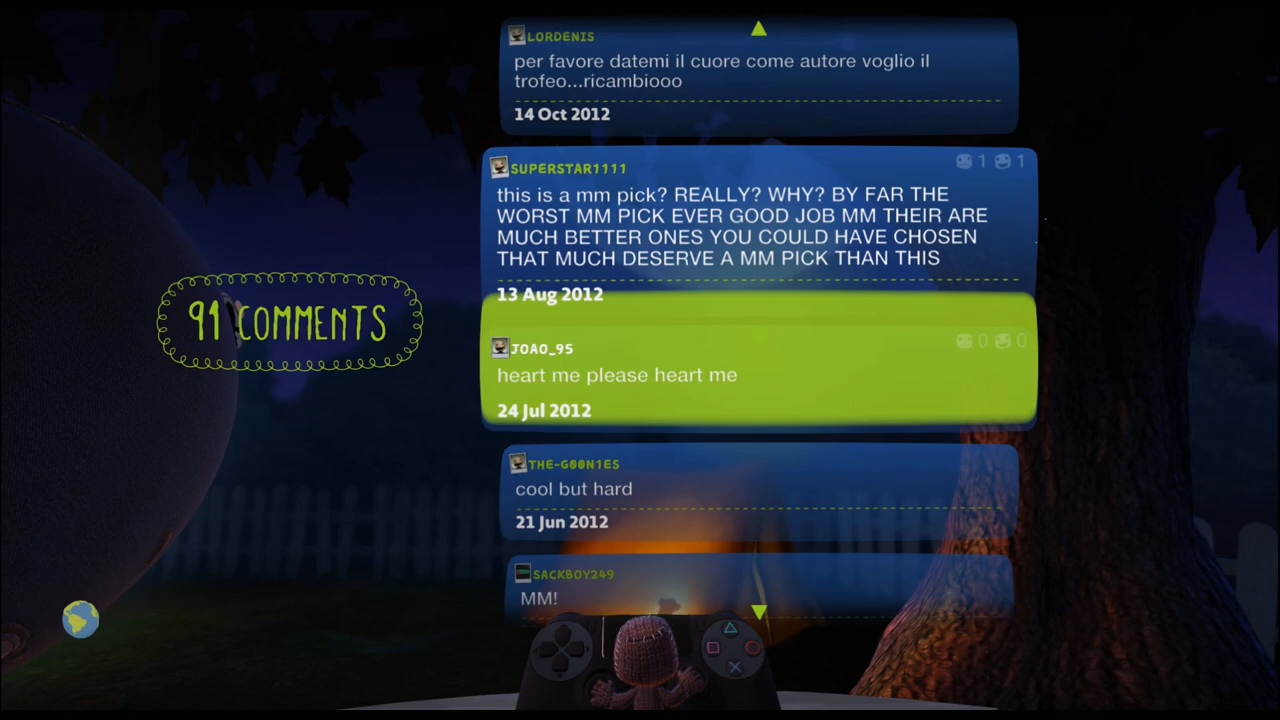 91 COMMENTS
LORDENIS
per favore datemi il cuore come autore voglio il
trofeo...ricambiooo
14 Oct 2012
SUPERSTAR1111
1 1
this is a mm pick? REALLY? WHY? BY FAR THE
WORST MM PICK EVER GOOD JOB MM THEIR ARE
MUCH BETTER ONES YOU COULD HAVE CHOSEN
THAT MUCH DESERVE A MM PICK THAN THIS
13 Aug 2012
JOAO_95
0 0
heart me please heart me
24 Jul 2012
THE-G00N1ES
cool but hard
21 Jun 2012
SACKBOY249
MM!